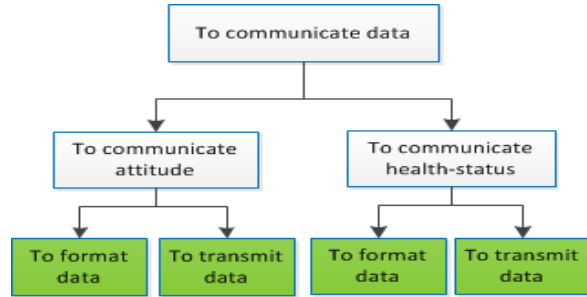 To communicate data
To communicate
attitude
To communicate
health-status
To format
data
To transmit
data
To format
data
To transmit
data